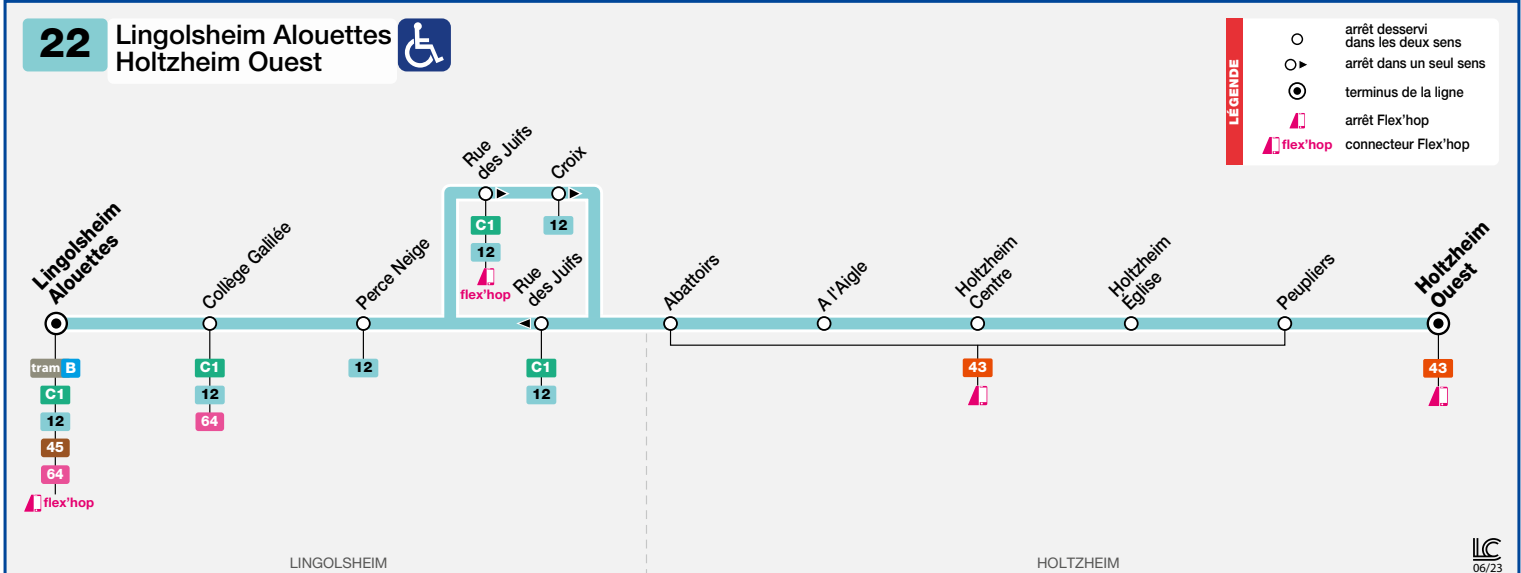 22
Lingolsheim Alouettes
Holtzheim Ouest
LÉGENDE
arrêt desservi
dans les deux sens
arrêt dans un seul sens
terminus de la ligne
arrêt Flex'hop
flex'hop
connecteur Flex'hop
Lingolsheim
Alouettes
tram B
C1
12
45
64
flex'hop
Collège Galilée
C1
12
64
Perce Neige
12
Rue
des Juifs
C1
12
flex'hop
Croix
12
Rue
des Juifs
C1
12
Abattoirs
A l'Aigle
Holtzheim
Centre
Holtzheim
Église
Peupliers
43
Holtzheim
Ouest
43
LINGOLSHEIM
HOLTZHEIM
LC
06/23